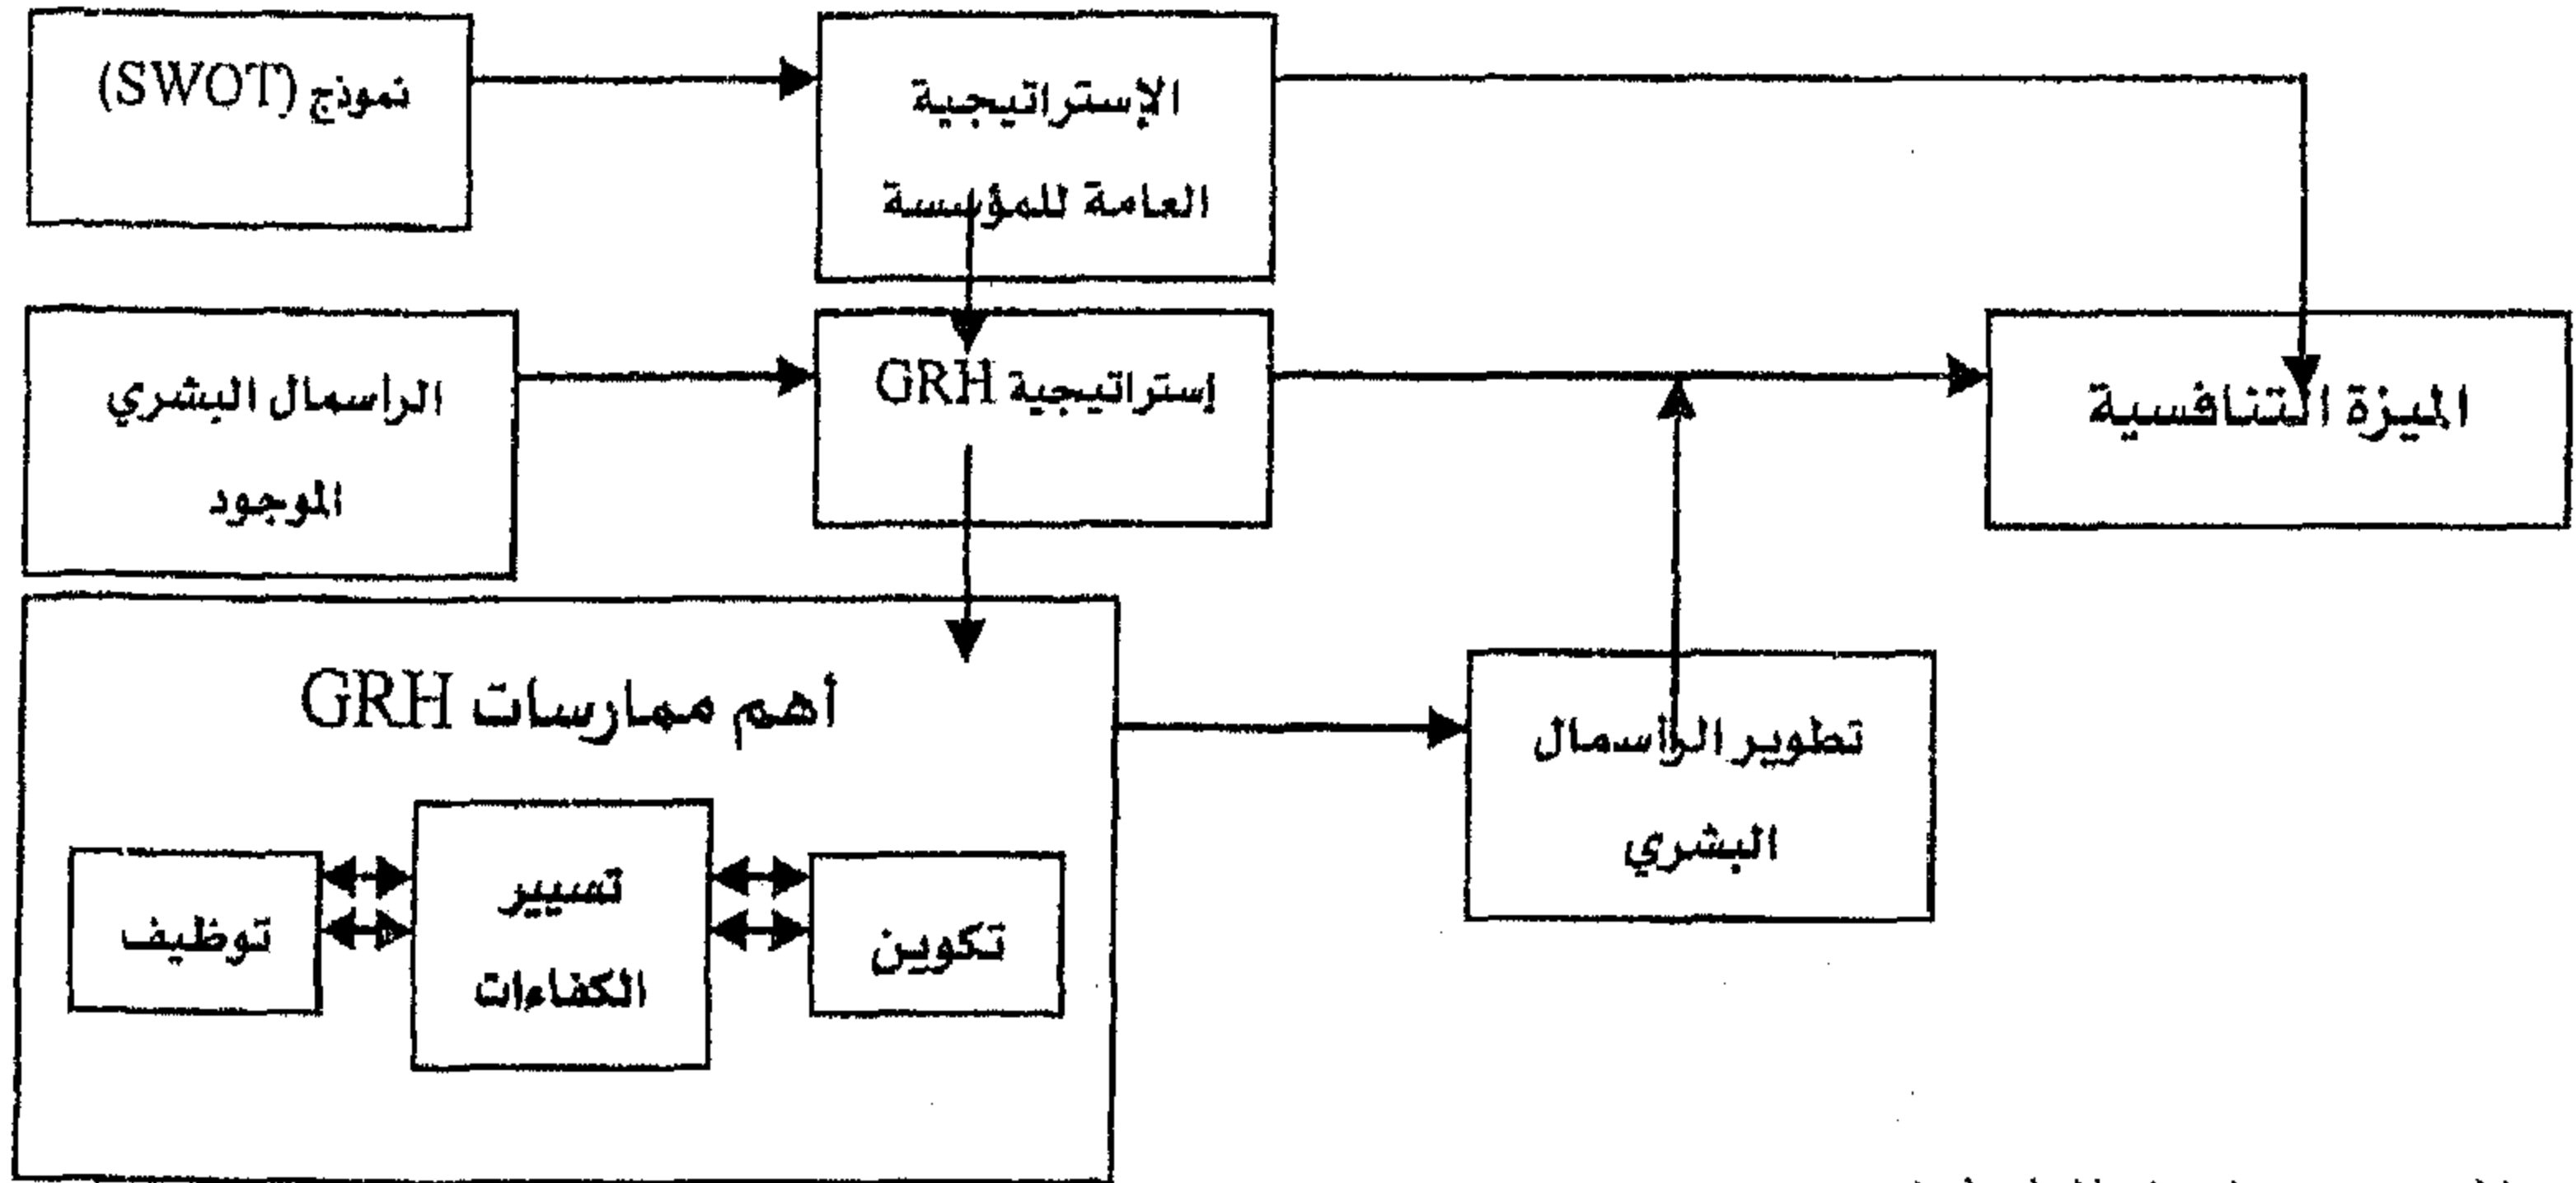 نموذج (SWOT)
الإستراتيجية
العامة للمؤسسة
الراسمال البشري
الموجود
إستراتيجية GRH
الميزة التنافسية
أهم ممارسات GRH
توظيف
تسيير
الكفاءات
تكوين
تطوير الرأسمال
البشري